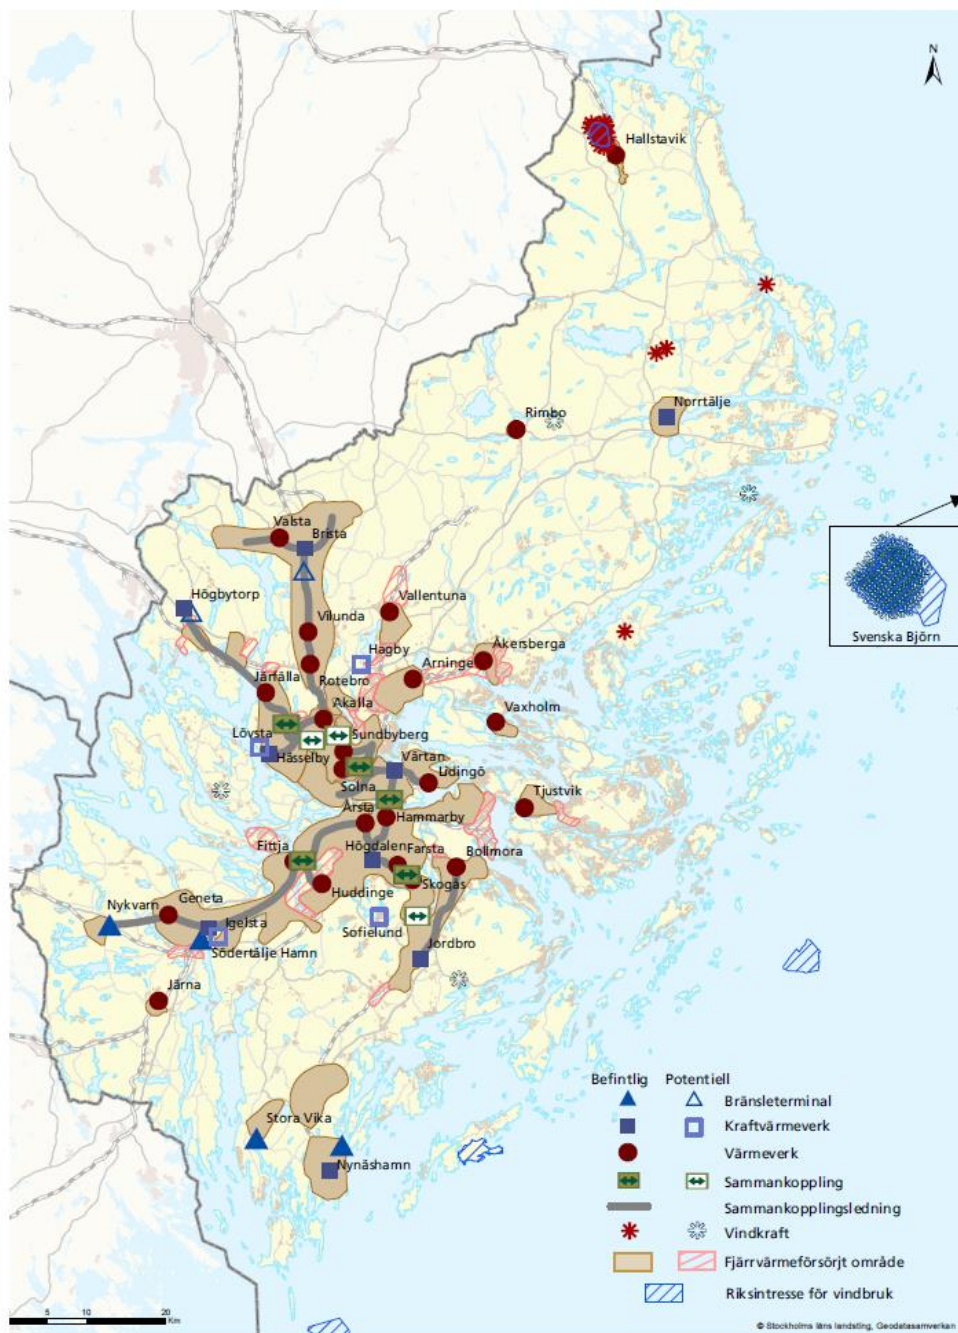 N
Hallstavik
Norrtälje
Rimbo
Valsta
Brista
Svenska Björn
Högbytorp
Vallentuna
Vilunda
Hagby
Åkersberga
Arninge
Rotebro
Järfälla
Akalla
Vaxholm
Lövsta
Sundbyberg
Hässelby
Värtan
Lidingö
Solna
Tjustvik
Årsta
Hammarby
Fittja
Högdalen
Farsta
Bollmora
Skogås
Huddinge
Nykvarn
Geneta
Igelsta
Sofielund
Södertälje Hamn
Jordbro
Järna
Stora Vika
Nynäshamn
Befintlig Potentiell
Bränsleterminal
Kraftvärmeverk
Värmeverk
Sammankoppling
Sammankopplingsledning
Vindkraft
Fjärrvärmeförsörjt område
Riksintresse för vindbruk
5 10 20
Km
© Stockholms läns landsting, Geodatasamverkan